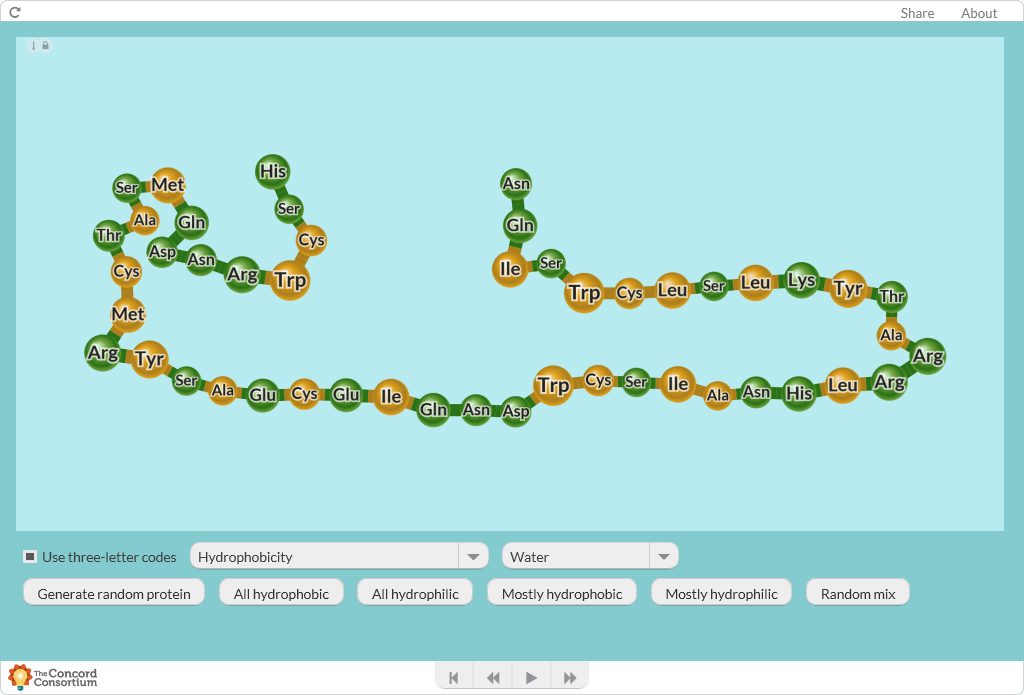 Share About
His
Ser Met
Asn
Ser
Ala Gln
Gln
Thr
Cys
Asp
Asn
Ile Ser
Cys
Arg Trp
Trp Cys Leu Ser Leu Lys Tyr Thr
Met
Ala
Arg Tyr
Arg
Ser Ala Glu Cys Glu Ile Gln Asn Asp Trp Cys Ser Ile Ala Asn His Leu Arg
Use three-letter codes Hydrophobicity Water
Generate random protein All hydrophobic All hydrophilic Mostly hydrophobic Mostly hydrophilic Random mix
The Concord
Consortium